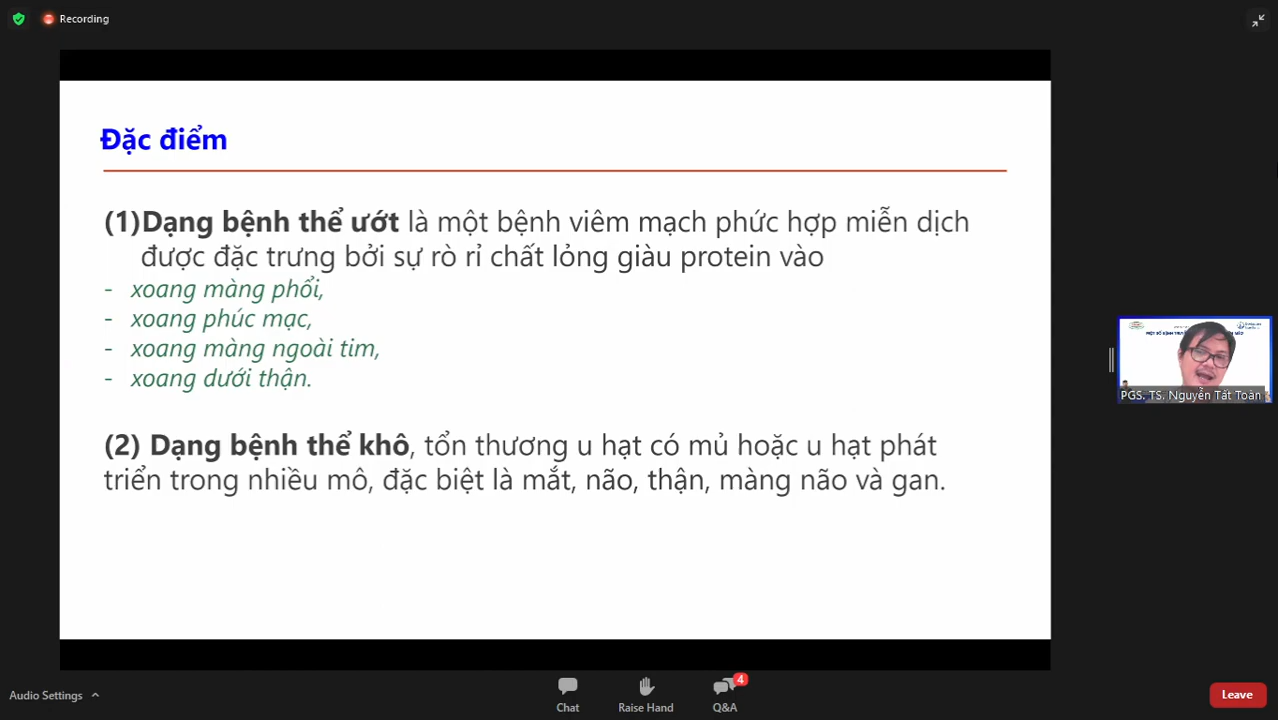 Recording
Đặc điểm
(1)Dạng bệnh thể ướt là một bệnh viêm mạch phức hợp miễn dịch
được đặc trưng bởi sự rò rỉ chất lỏng giàu protein vào
- xoang màng phổi,
- xoang phúc mạc,
- xoang màng ngoài tim,
- xoang dưới thận.
(2) Dạng bệnh thể khô, tổn thương u hạt có mủ hoặc u hạt phát
triển trong nhiều mô, đặc biệt là mắt, não, thận, màng não và gan.
PGS. TS. Nguyễn Tất Toàn
Audio Settings
Chat
Raise Hand
4
Q&A
Leave